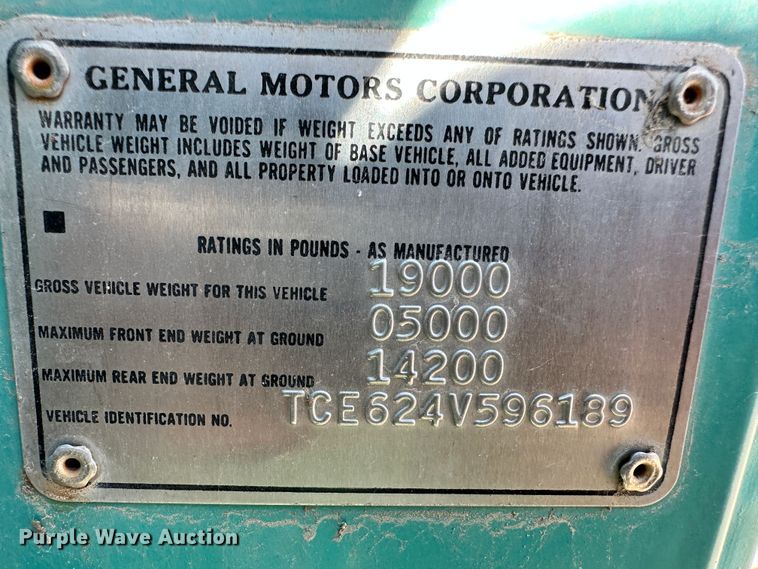 GENERAL MOTORS CORPORATION
WARRANTY MAY BE VOIDED IF WEIGHT EXCEEDS ANY OF RATINGS SHOWN. GROSS
VEHICLE WEIGHT INCLUDES WEIGHT OF BASE VEHICLE, ALL ADDED EQUIPMENT, DRIVER
AND PASSENGERS, AND ALL PROPERTY LOADED INTO OR ONTO VEHICLE.
RATINGS IN POUNDS - AS MANUFACTURED
GROSS VEHICLE WEIGHT FOR THIS VEHICLE 19000
MAXIMUM FRONT END WEIGHT AT GROUND 05000
MAXIMUM REAR END WEIGHT AT GROUND 14200
VEHICLE IDENTIFICATION NO. TCE624V596189
Purple Wave Auction